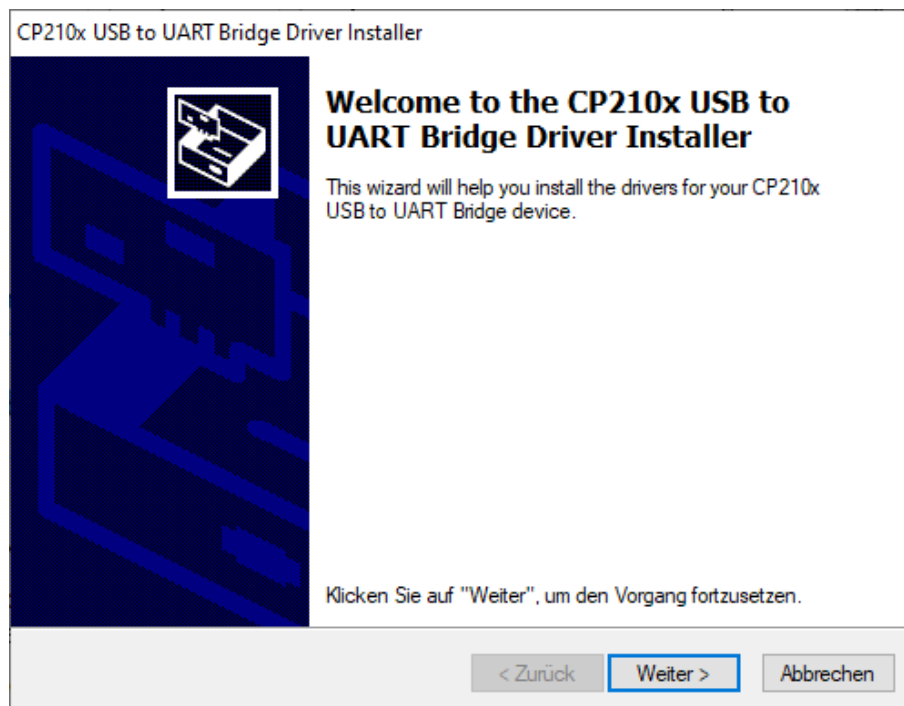 CP210x USB to UART Bridge Driver Installer
Welcome to the CP210x USB to
UART Bridge Driver Installer
This wizard will help you install the drivers for your CP210x
USB to UART Bridge device.
Klicken Sie auf "Weiter", um den Vorgang fortzusetzen.
< Zurück Weiter > Abbrechen